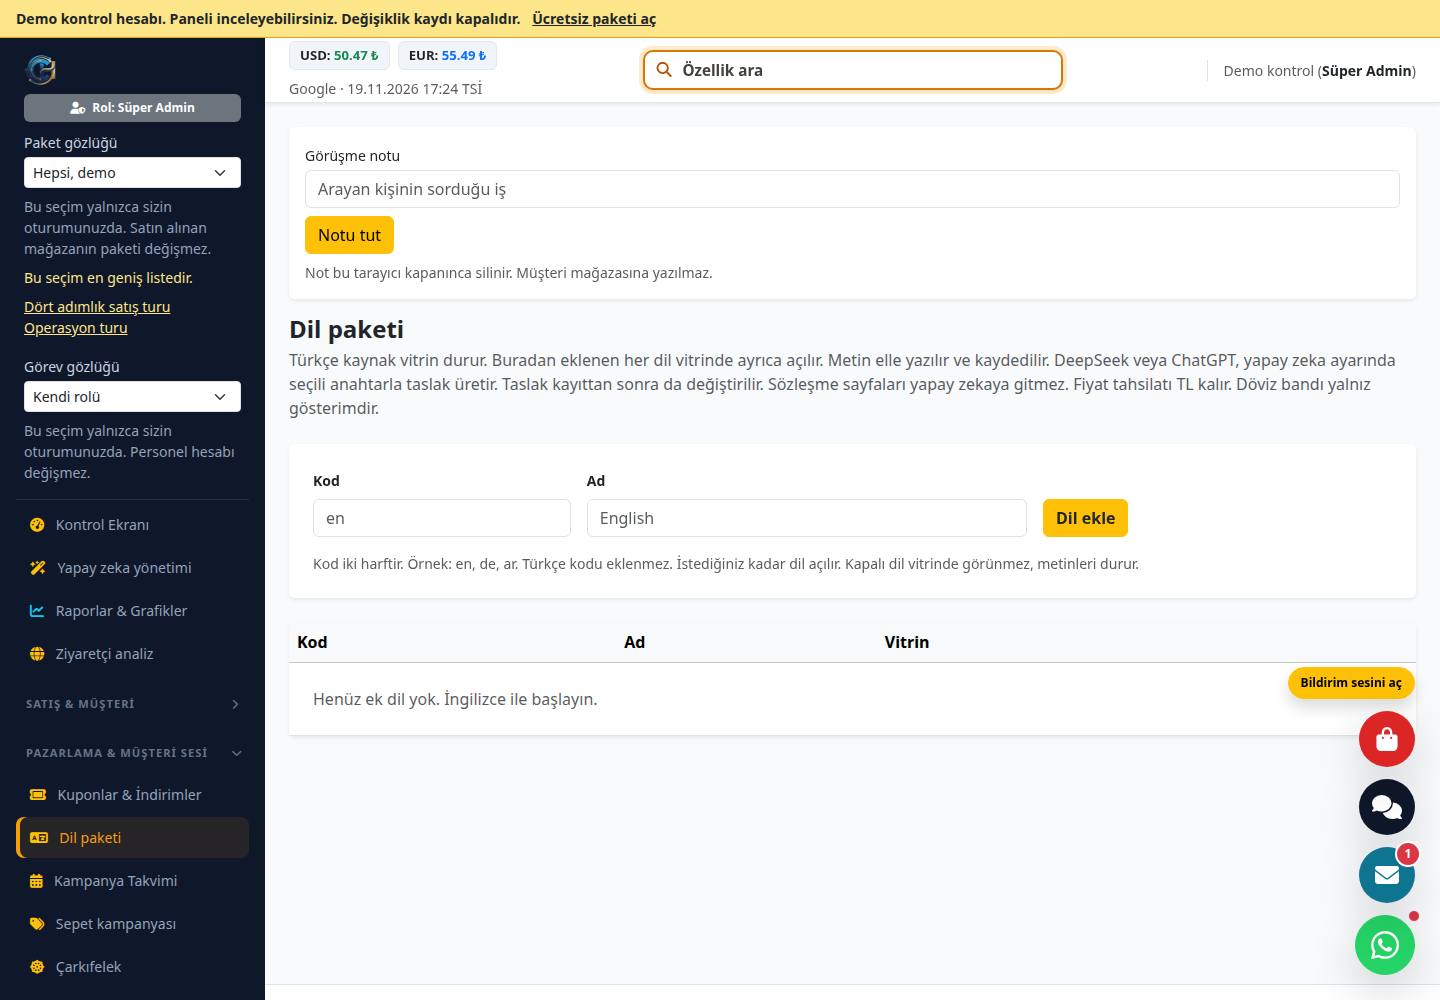 Demo kontrol hesabı. Paneli inceleyebilirsiniz. Değişiklik kaydı kapalıdır. Ücretsiz paketi aç
Rol: Süper Admin
Paket gözlüğü
Hepsi, demo
Bu seçim yalnızca sizin
oturumunuzda. Satın alınan
mağazanın paketi değişmez.
Bu seçim en geniş listedir.
Dört adımlık satış turu
Operasyon turu
Görev gözlüğü
Kendi rolü
Bu seçim yalnızca sizin
oturumunuzda. Personel hesabı
değişmez.
Kontrol Ekranı
Yapay zeka yönetimi
Raporlar & Grafikler
Ziyaretçi analiz
SATIŞ & MÜŞTERİ
PAZARLAMA & MÜŞTERİ SESİ
Kuponlar & İndirimler
Dil paketi
Kampanya Takvimi
Sepet kampanyası
Çarkıfelek
USD: 50.47 ₺ EUR: 55.49 ₺
Google · 19.11.2026 17:24 TSİ
Özellik ara
Demo kontrol (Süper Admin)
Görüşme notu
Arayan kişinin sorduğu iş
Notu tut
Not bu tarayıcı kapanınca silinir. Müşteri mağazasına yazılmaz.
Dil paketi
Türkçe kaynak vitrin durur. Buradan eklenen her dil vitrinde ayrıca açılır. Metin elle yazılır ve kaydedilir. DeepSeek veya ChatGPT, yapay zeka ayarında
seçili anahtarla taslak üretir. Taslak kayıttan sonra da değiştirilir. Sözleşme sayfaları yapay zekaya gitmez. Fiyat tahsilatı TL kalır. Döviz bandı yalnız
gösterimdir.
Kod Ad
en English Dil ekle
Kod iki harftir. Örnek: en, de, ar. Türkçe kodu eklenmez. İstediğiniz kadar dil açılır. Kapalı dil vitrinde görünmez, metinleri durur.
Kod Ad Vitrin
Henüz ek dil yok. İngilizce ile başlayın.
Bildirim sesini aç
1